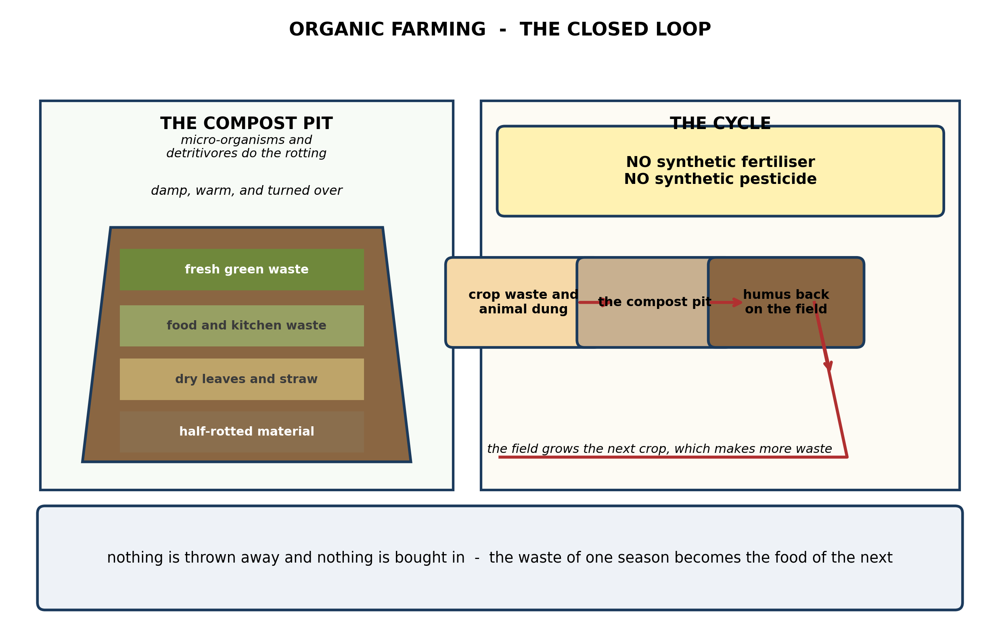 ORGANIC FARMING - THE CLOSED LOOP
THE COMPOST PIT
micro-organisms and
detritivores do the rotting
damp, warm, and turned over
fresh green waste
food and kitchen waste
dry leaves and straw
half-rotted material
THE CYCLE
NO synthetic fertiliser
NO synthetic pesticide
crop waste and
animal dung
the compost pit
humus back
on the field
the field grows the next crop, which makes more waste
nothing is thrown away and nothing is bought in - the waste of one season becomes the food of the next